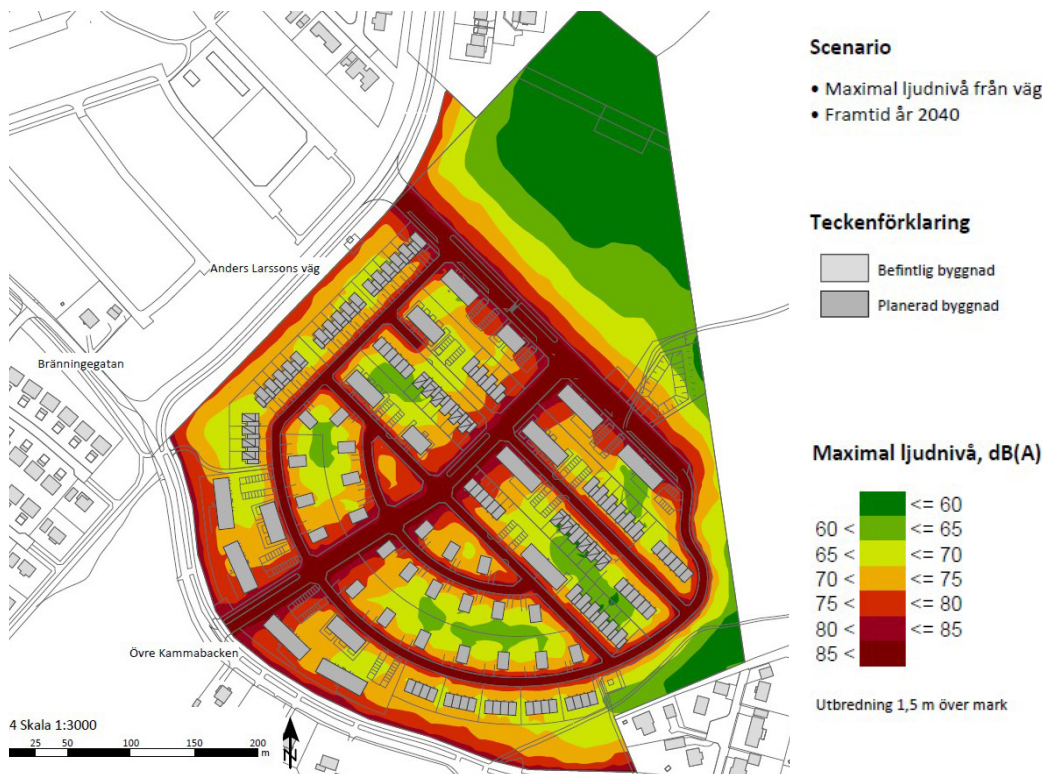 Scenario
• Maximal ljudnivå från väg
• Framtid år 2040
Teckenförklaring
Befintlig byggnad
Planerad byggnad
Anders Larssons väg
Bränningegatan
Övre Kammabacken
Maximal ljudnivå, dB(A)
<= 60
60 < <= 65
65 < <= 70
70 < <= 75
75 < <= 80
80 < <= 85
85 <
Utbredning 1,5 m över mark
4 Skala 1:3000
25 50 100 150 200
m
N